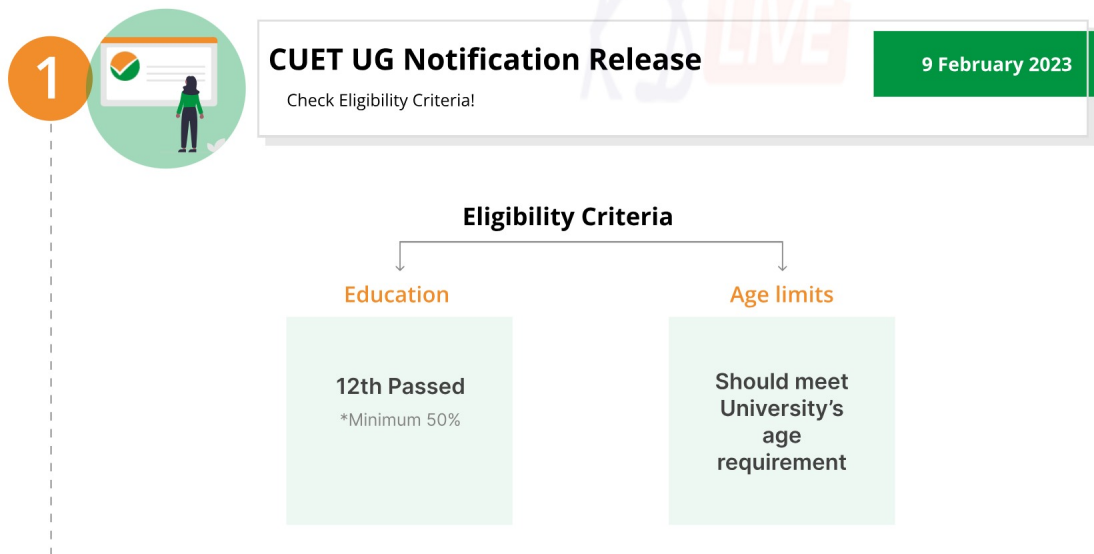 1
CUET UG Notification Release
9 February 2023
Check Eligibility Criteria!
LIVE
Eligibility Criteria
Education
Age limits
12th Passed
*Minimum 50%
Should meet
University’s
age
requirement